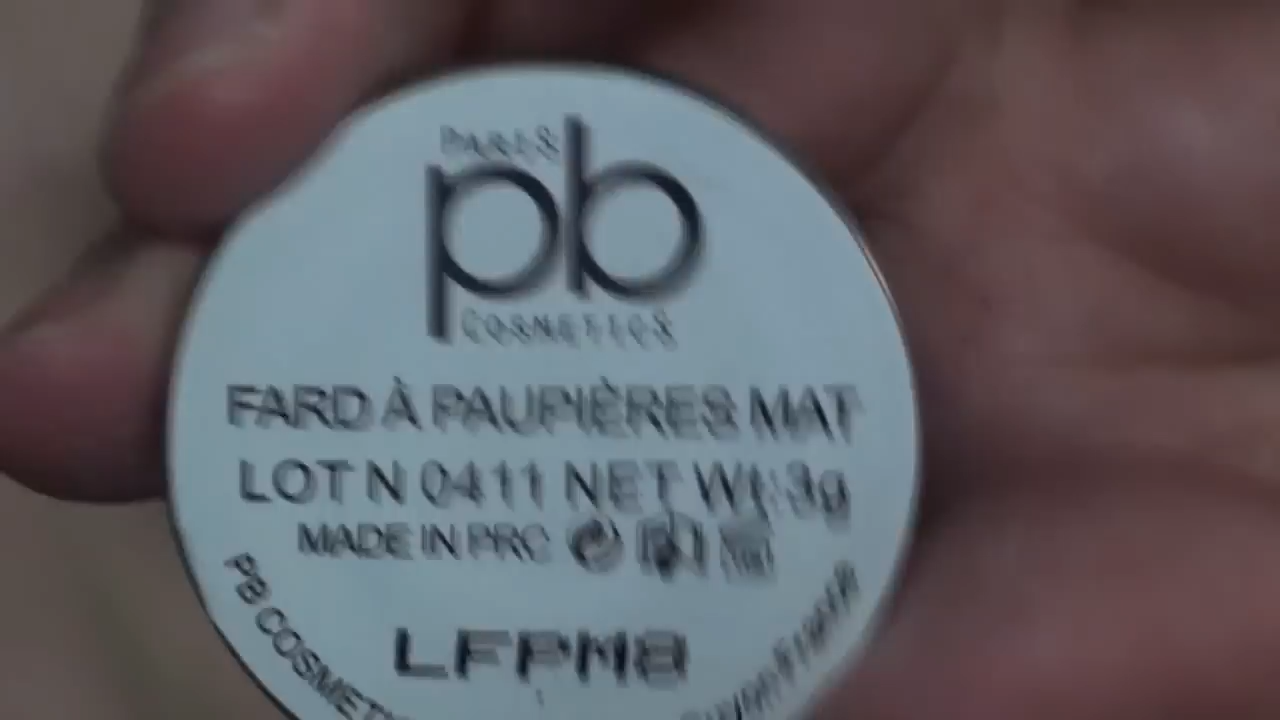 PARIS
pb
COSMETICS
FARD À PAUPIÈRES MAT
LOT N 0411 NET Wt:3g
MADE IN PRC
LFPM8
PB COSMET